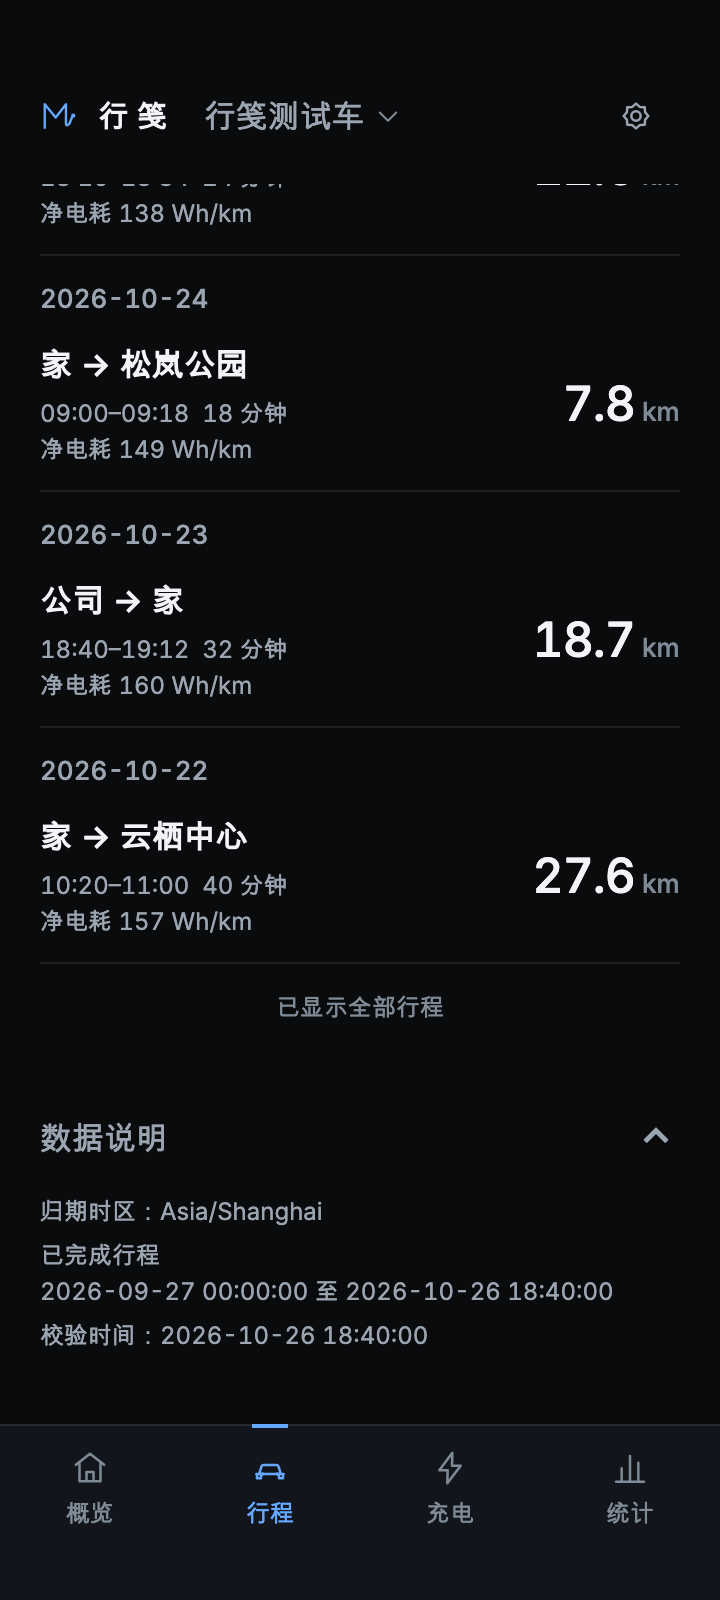 行笺 行笺测试车
净电耗 138 Wh/km
2026-10-24
家 → 松岚公园
09:00–09:18 18 分钟
7.8 km
净电耗 149 Wh/km
2026-10-23
公司 → 家
18:40–19:12 32 分钟
18.7 km
净电耗 160 Wh/km
2026-10-22
家 → 云栖中心
10:20–11:00 40 分钟
27.6 km
净电耗 157 Wh/km
已显示全部行程
数据说明
归期时区：Asia/Shanghai
已完成行程
2026-09-27 00:00:00 至 2026-10-26 18:40:00
校验时间：2026-10-26 18:40:00
概览 行程 充电 统计